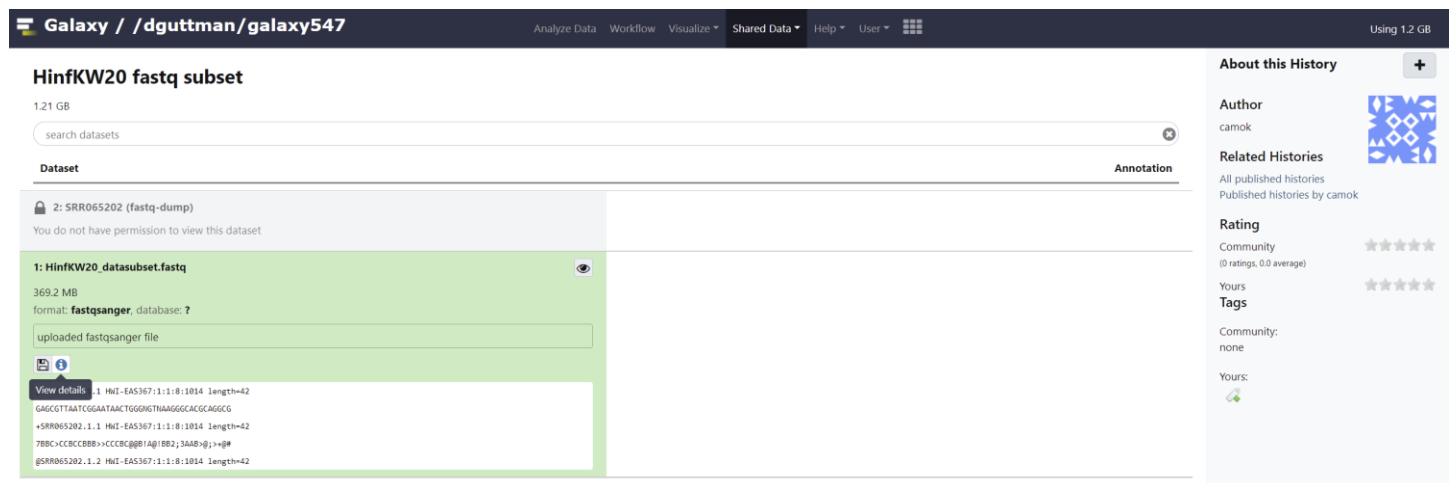 Galaxy / /dguttman/galaxy547
Analyze Data Workflow Visualize Shared Data Help User
Using 1.2 GB
HinfKW20 fastq subset
1.21 GB
search datasets
Dataset Annotation
2: SRR065202 (fastq-dump)
You do not have permission to view this dataset
1: HinfKW20_datasubset.fastq
369.2 MB
format: fastqsanger, database: ?
uploaded fastqsanger file
View details
.1 HWI-EAS367:1:1:8:1014 length=42
GAGCGTTAATCGGAATAACTGGGNGTNAAGGGCACGCAGGCG
+SRR065202.1.1 HWI-EAS367:1:1:8:1014 length=42
7BBC>CCBCCBBB>>CCCBC@@B!A@!BB2;3AAB>@;>+@#
@SRR065202.1.2 HWI-EAS367:1:1:8:1014 length=42
About this History
Author
camok
Related Histories
All published histories
Published histories by camok
Rating
Community
(0 ratings, 0.0 average)
Yours
Tags
Community:
none
Yours: